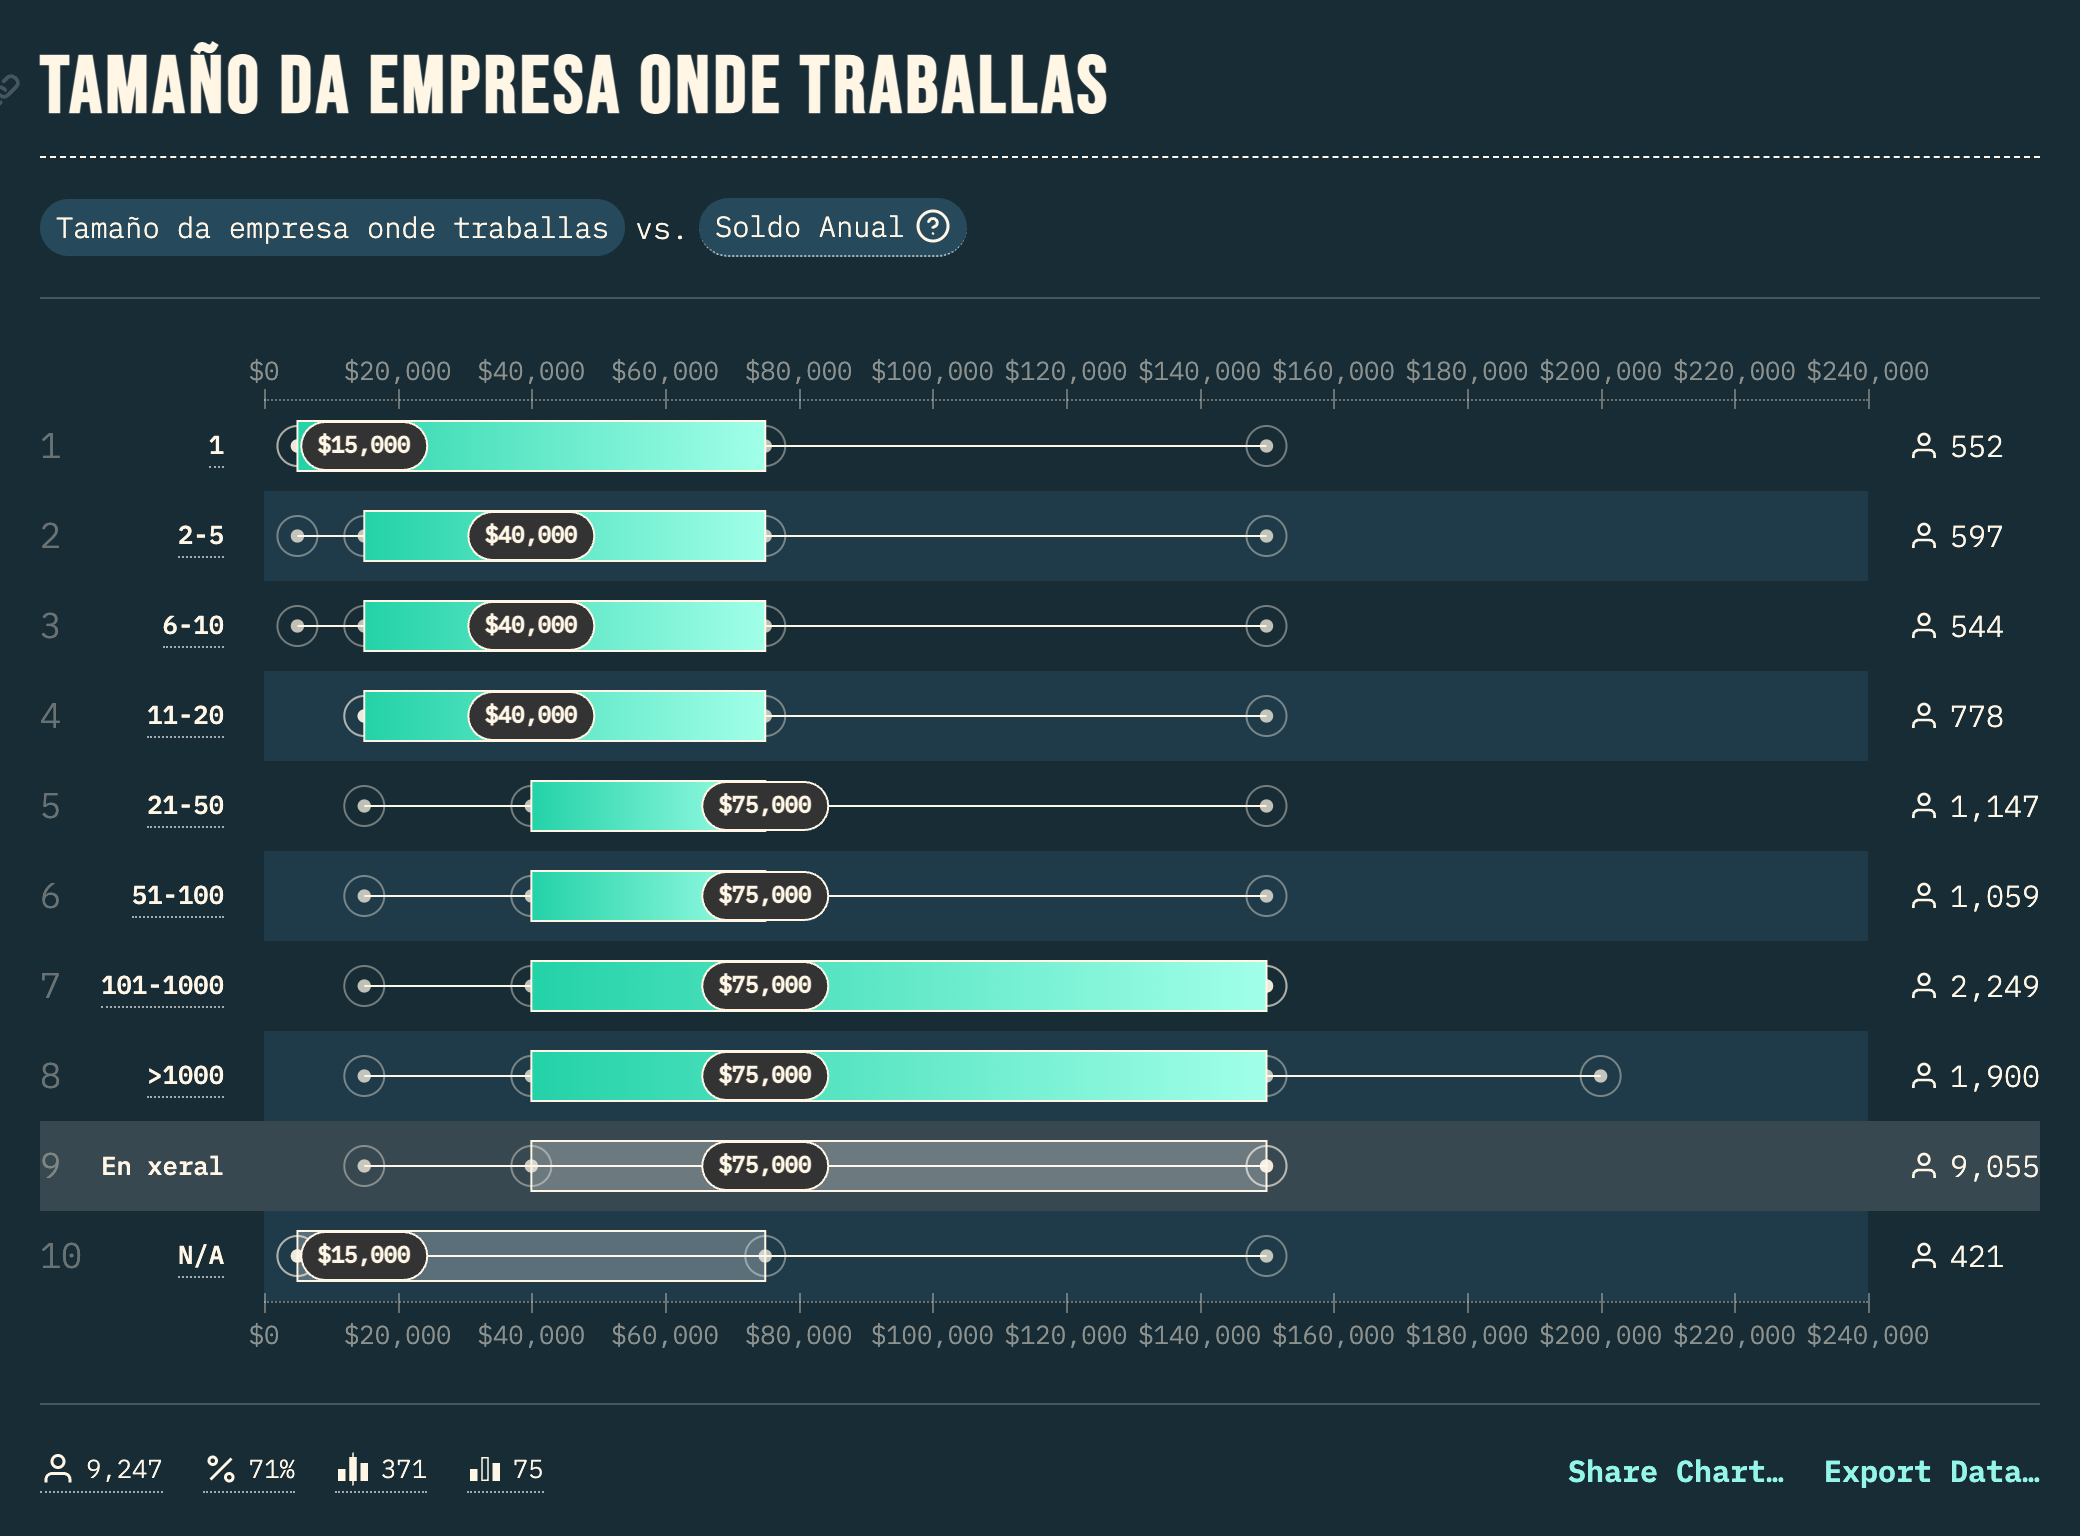 TAMAÑO DA EMPRESA ONDE TRABALLAS
Tamaño da empresa onde traballas vs. Soldo Anual
$0 $20,000 $40,000 $60,000 $80,000 $100,000 $120,000 $140,000 $160,000 $180,000 $200,000 $220,000 $240,000
1 1 $15,000 552
2 2-5 $40,000 597
3 6-10 $40,000 544
4 11-20 $40,000 778
5 21-50 $75,000 1,147
6 51-100 $75,000 1,059
7 101-1000 $75,000 2,249
8 >1000 $75,000 1,900
9 En xeral $75,000 9,055
10 N/A $15,000 421
$0 $20,000 $40,000 $60,000 $80,000 $100,000 $120,000 $140,000 $160,000 $180,000 $200,000 $220,000 $240,000
9,247 71% 371 75 Share Chart… Export Data…